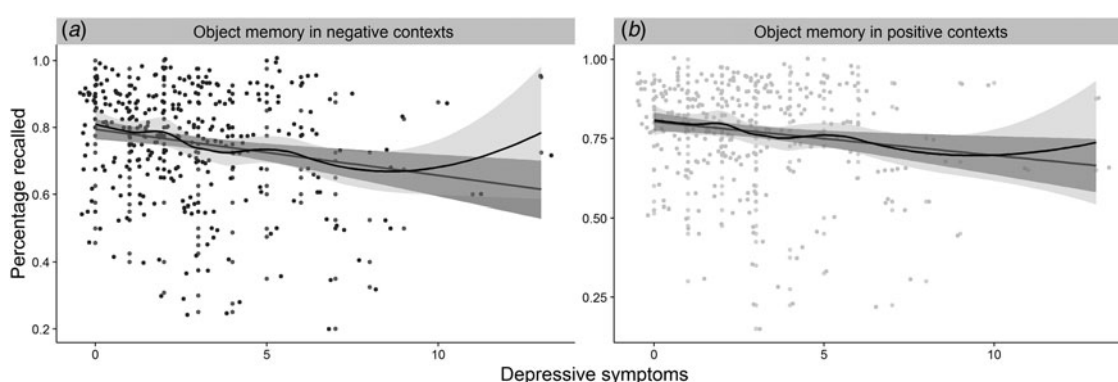 (a) Object memory in negative contexts
(b) Object memory in positive contexts
Percentage recalled
1.0
0.8
0.6
0.4
0.2
1.00
0.75
0.50
0.25
0 5 10
0 5 10
Depressive symptoms